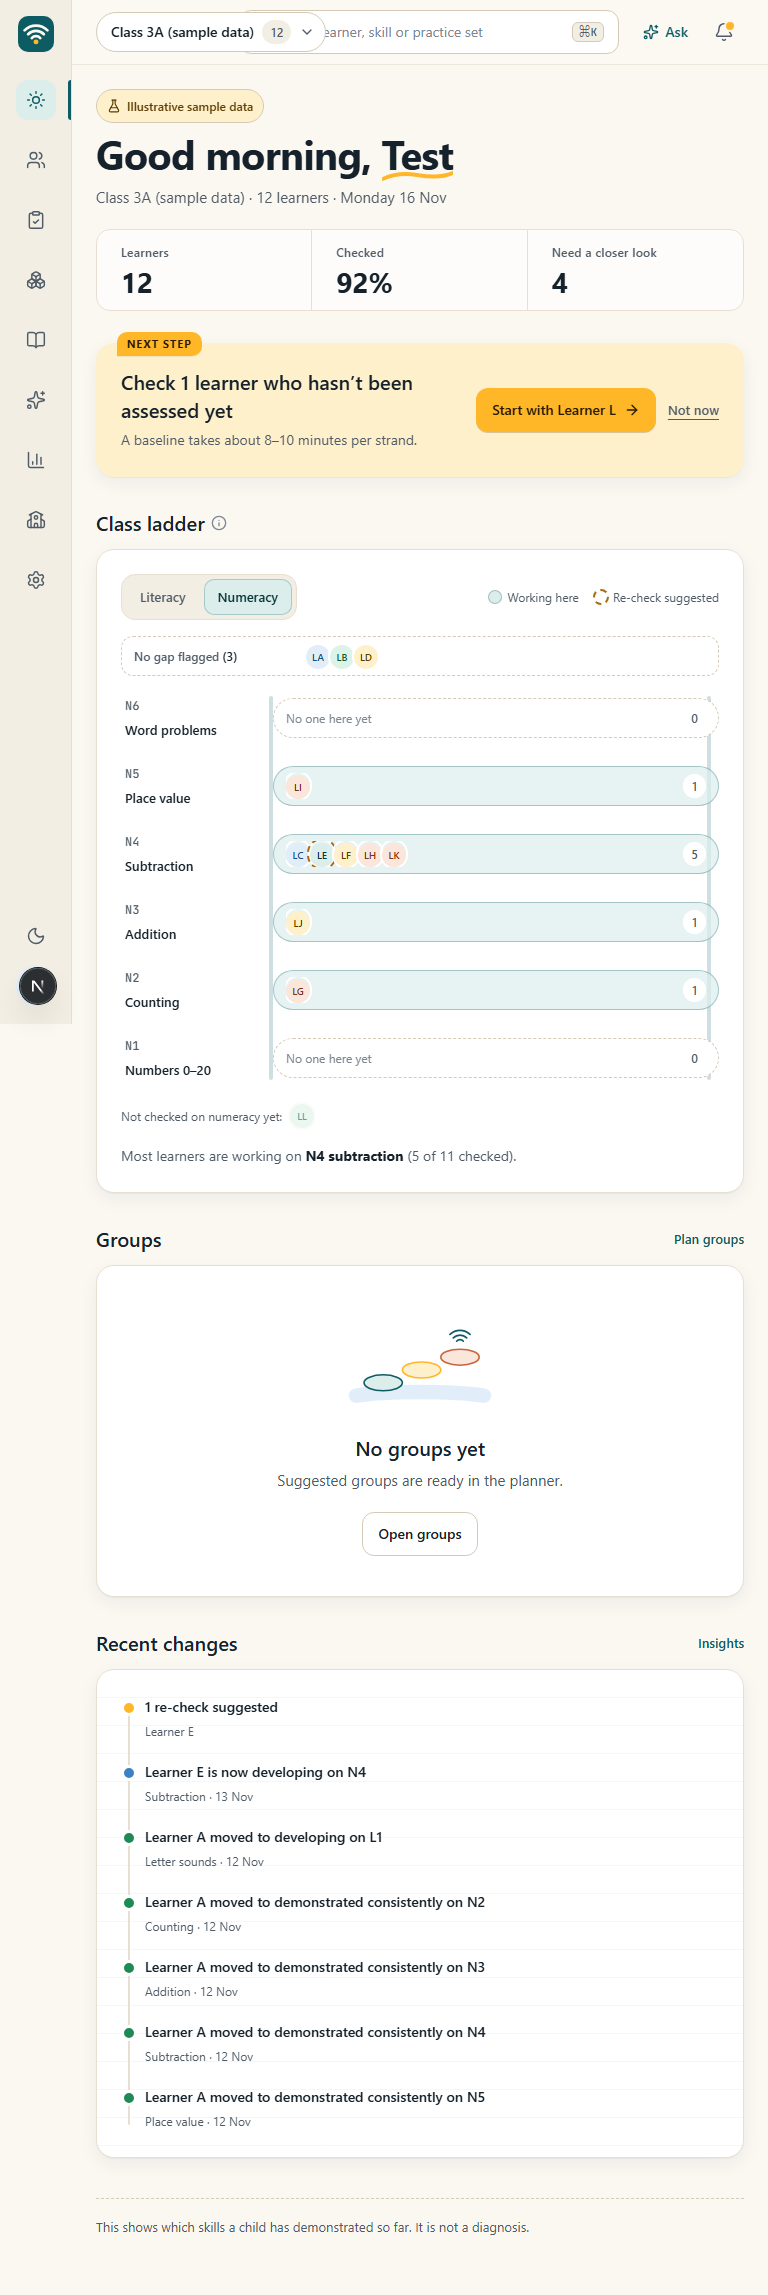 Class 3A (sample data) 12
earner, skill or practice set
⌘K
Ask
Illustrative sample data
Good morning, Test
Class 3A (sample data) · 12 learners · Monday 16 Nov
Learners
12
Checked
92%
Need a closer look
4
NEXT STEP
Check 1 learner who hasn’t been
assessed yet
A baseline takes about 8–10 minutes per strand.
Start with Learner L →
Not now
Class ladder
Literacy
Numeracy
Working here
Re-check suggested
No gap flagged (3)
LA LB LD
N6
Word problems
No one here yet
0
N5
Place value
LI
1
N4
Subtraction
LC LE LF LH LK
5
N3
Addition
LJ
1
N2
Counting
LG
1
N1
Numbers 0–20
No one here yet
0
Not checked on numeracy yet: LL
Most learners are working on N4 subtraction (5 of 11 checked).
N
Groups
Plan groups
No groups yet
Suggested groups are ready in the planner.
Open groups
Recent changes
Insights
1 re-check suggested
Learner E
Learner E is now developing on N4
Subtraction · 13 Nov
Learner A moved to developing on L1
Letter sounds · 12 Nov
Learner A moved to demonstrated consistently on N2
Counting · 12 Nov
Learner A moved to demonstrated consistently on N3
Addition · 12 Nov
Learner A moved to demonstrated consistently on N4
Subtraction · 12 Nov
Learner A moved to demonstrated consistently on N5
Place value · 12 Nov
This shows which skills a child has demonstrated so far. It is not a diagnosis.